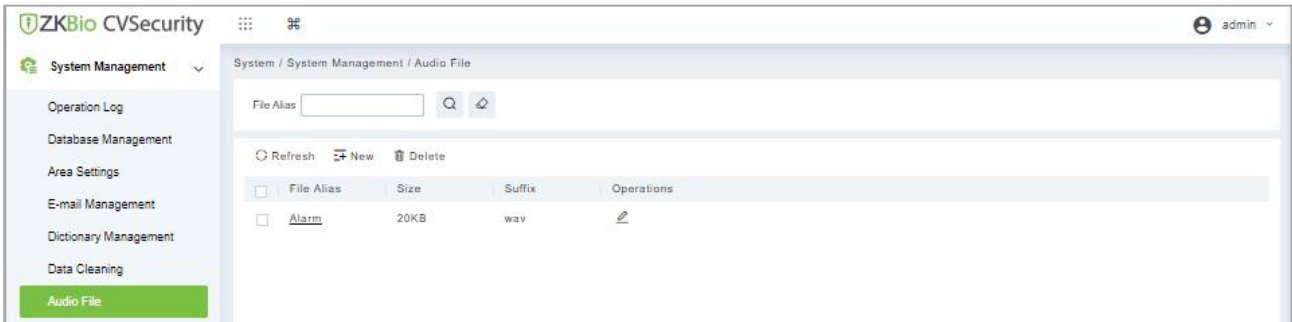 ZKBio CVSecurity
admin
System Management
System / System Management / Audio File
Operation Log
File Alias
Database Management
Refresh New Delete
Area Settings
File Alias Size Suffix Operations
E-mail Management
Alarm 20KB wav
Dictionary Management
Data Cleaning
Audio File